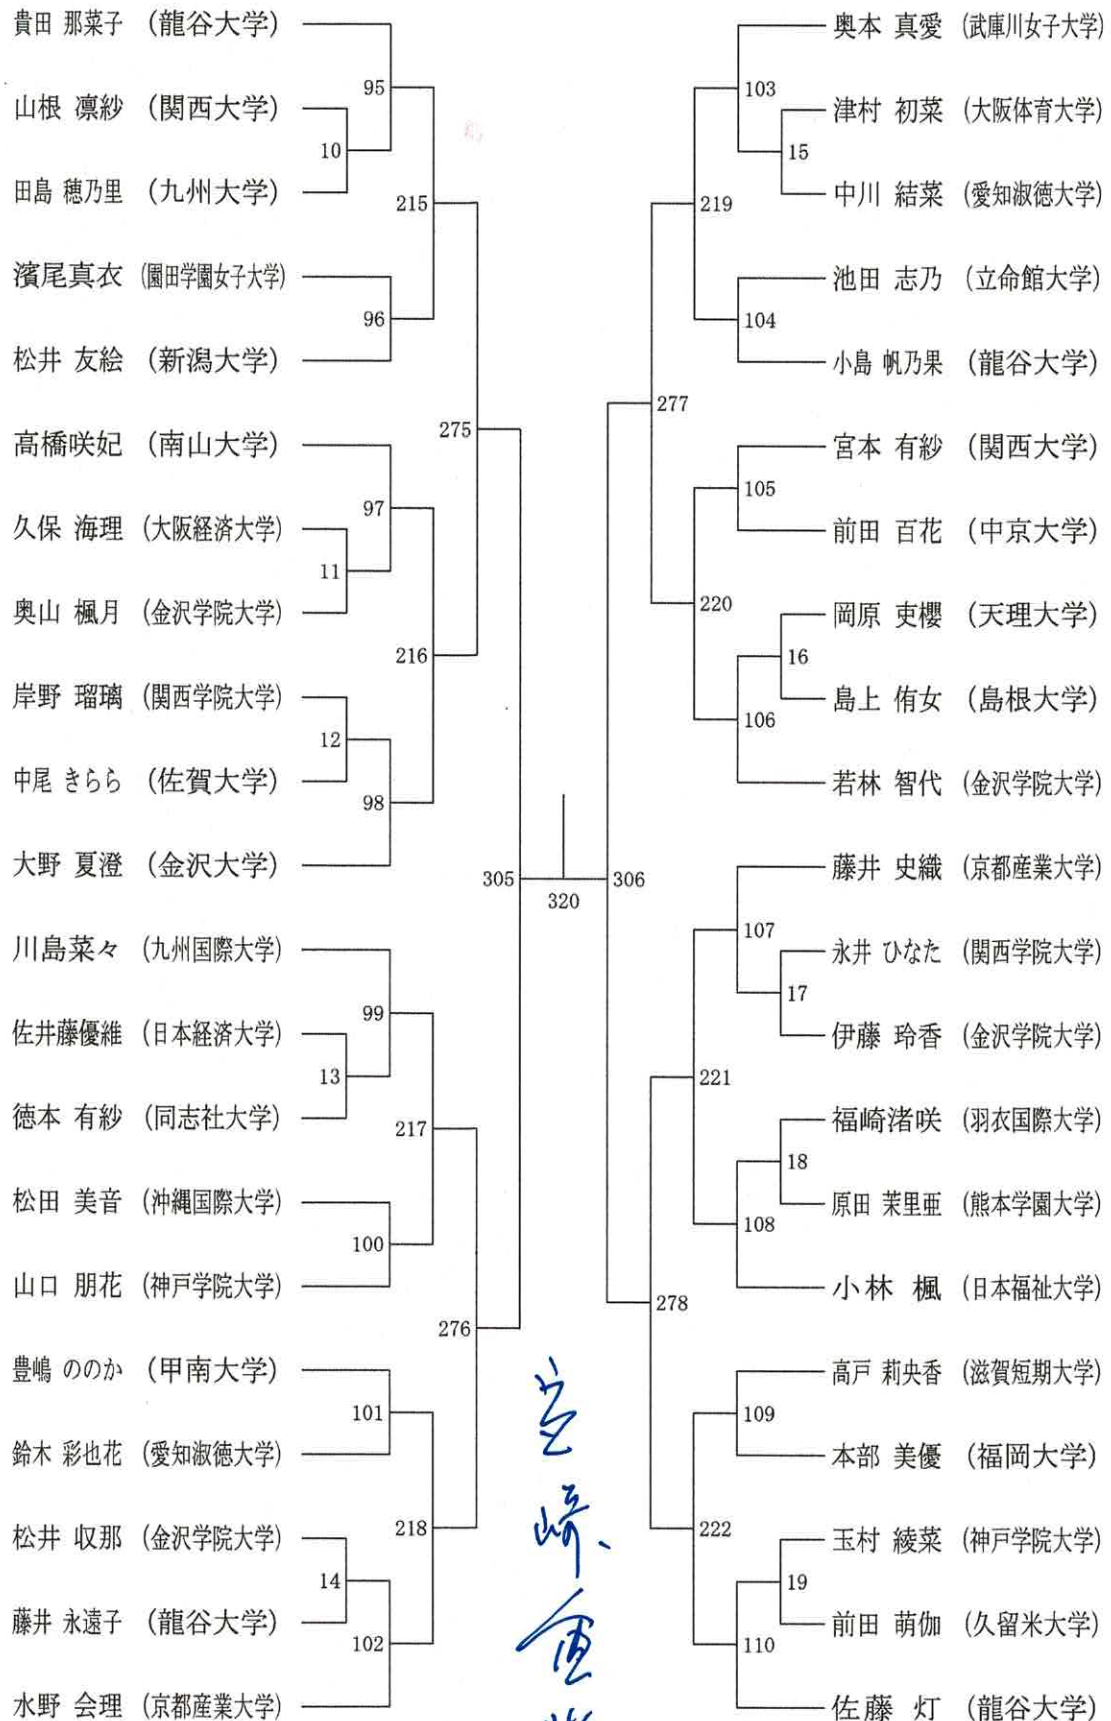 貴田 那菜子 (龍谷大学)
95
山根 凛紗 (関西大学)
10
田島 穂乃里 (九州大学)
215
濱尾真衣 (園田学園女子大学)
96
松井 友絵 (新潟大学)
275
高橋咲妃 (南山大学)
97
久保 海理 (大阪経済大学)
11
奥山 楓月 (金沢学院大学)
216
岸野 瑠璃 (関西学院大学)
12
中尾 きらら (佐賀大学)
98
大野 夏澄 (金沢大学)
305
320
川島菜々 (九州国際大学)
99
佐井藤優維 (日本経済大学)
13
徳本 有紗 (同志社大学)
217
松田 美音 (沖縄国際大学)
100
山口 朋花 (神戸学院大学)
276
豊嶋 ののか (甲南大学)
101
鈴木 彩也花 (愛知淑徳大学)
218
松井 収那 (金沢学院大学)
14
藤井 永遠子 (龍谷大学)
102
水野 会理 (京都産業大学)
奥本 真愛 (武庫川女子大学)
103
津村 初菜 (大阪体育大学)
15
中川 結菜 (愛知淑徳大学)
219
池田 志乃 (立命館大学)
104
小島 帆乃果 (龍谷大学)
277
宮本 有紗 (関西大学)
105
前田 百花 (中京大学)
220
岡原 吏櫻 (天理大学)
16
島上 侑女 (島根大学)
106
若林 智代 (金沢学院大学)
306
藤井 史織 (京都産業大学)
107
永井 ひなた (関西学院大学)
17
伊藤 玲香 (金沢学院大学)
221
福崎渚咲 (羽衣国際大学)
18
原田 茉里亜 (熊本学園大学)
108
小林 楓 (日本福祉大学)
278
高戸 莉央香 (滋賀短期大学)
109
本部 美優 (福岡大学)
222
玉村 綾菜 (神戸学院大学)
19
前田 萌伽 (久留米大学)
110
佐藤 灯 (龍谷大学)